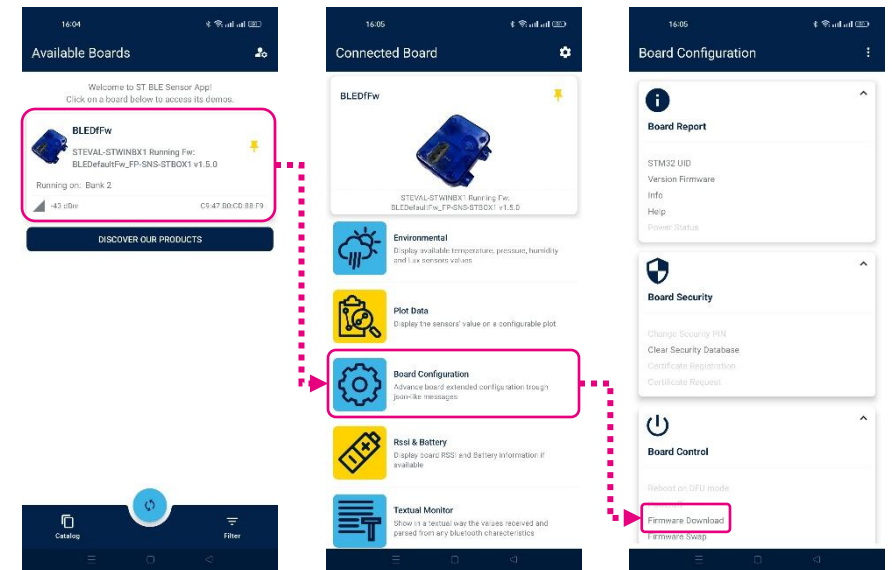 16:04
Available Boards
Welcome to ST BLE Sensor App!
Click on a board below to access its demos.
BLEDfFw
STEVAL-STWINBX1 Running Fw:
BLEDefaultFw_FP-SNS-STBOX1 v1.5.0
Running on: Bank 2
-43 dBm
C9:47:D0:CD:BB:F9
DISCOVER OUR PRODUCTS
Catalog
Filter
16:05
Connected Board
BLEDfFw
STEVAL-STWINBX1 Running Fw:
BLEDefaultFw_FP-SNS-STBOX1 v1.5.0
Environmental
Display available temperature, pressure, humidity
and Lux sensors values
Plot Data
Display the sensors' value on a configurable plot
Board Configuration
Advance board extended configuration trough
json-like messages
Rssi & Battery
Display board RSSI and Battery information if
available
Textual Monitor
Show in a textual way the values received and
parsed from any bluetooth characteristics
16:05
Board Configuration
Board Report
STM32 UID
Version Firmware
Info
Help
Power Status
Board Security
Change Security PIN
Clear Security Database
Certificate Registration
Certificate Request
Board Control
Reboot on DFU mode
Firmware Download
Firmware Swap